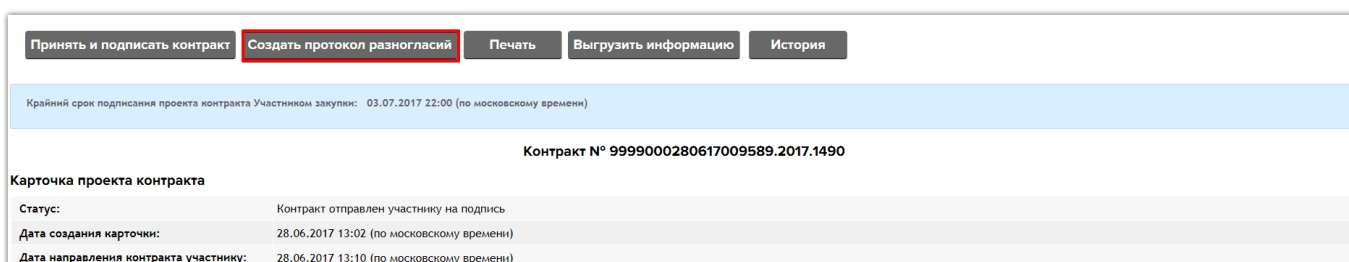 Принять и подписать контракт Создать протокол разногласий Печать Выгрузить информацию История
Крайний срок подписания проекта контракта Участником закупки: 03.07.2017 22:00 (по московскому времени)
Контракт № 9999000280617009589.2017.1490
Карточка проекта контракта
Статус: Контракт отправлен участнику на подпись
Дата создания карточки: 28.06.2017 13:02 (по московскому времени)
Дата направления контракта участнику: 28.06.2017 13:10 (по московскому времени)